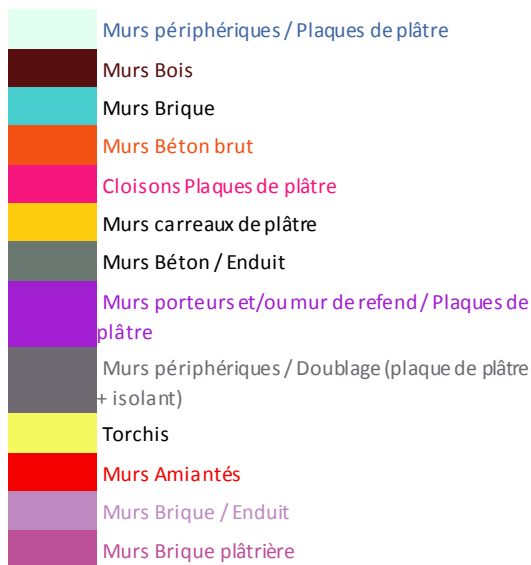 Murs périphériques / Plaques de plâtre
Murs Bois
Murs Brique
Murs Béton brut
Cloisons Plaques de plâtre
Murs carreaux de plâtre
Murs Béton / Enduit
Murs porteurs et/ou mur de refend / Plaques de
plâtre
Murs périphériques / Doublage (plaque de plâtre
+ isolant)
Torchis
Murs Amiantés
Murs Brique / Enduit
Murs Brique plâtrière